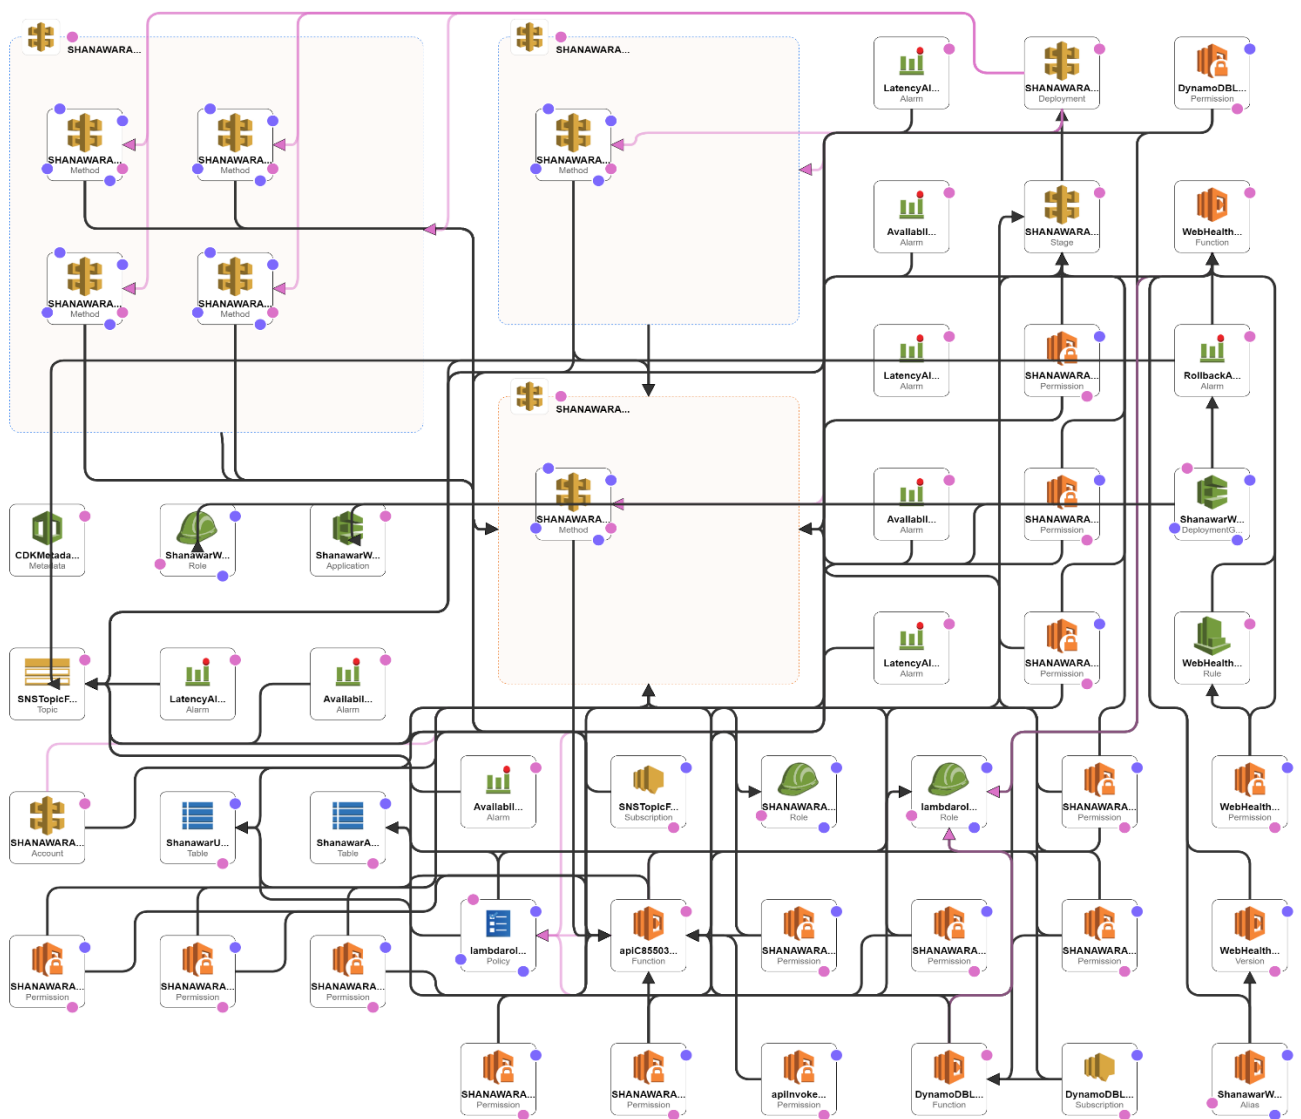 SHANAWARA...
SHANAWARA...
LatencyAl...
Alarm
SHANAWARA...
Deployment
DynamoDBL...
Permission
SHANAWARA...
Method
SHANAWARA...
Method
SHANAWARA...
Method
Availabil...
Alarm
SHANAWARA...
Stage
WebHealth...
Function
SHANAWARA...
Method
SHANAWARA...
Method
LatencyAl...
Alarm
SHANAWARA...
Permission
RollbackA...
Alarm
SHANAWARA...
CDKMetada...
Metadata
ShanawarW...
Role
ShanawarW...
Application
SHANAWARA...
Method
Availabil...
Alarm
SHANAWARA...
Permission
ShanawarW...
DeploymentG...
SNSTopicF...
Topic
LatencyAl...
Alarm
Availabil...
Alarm
LatencyAl...
Alarm
SHANAWARA...
Permission
WebHealth...
Rule
SHANAWARA...
Account
ShanawarU...
Table
ShanawarA...
Table
Availabil...
Alarm
SNSTopicF...
Subscription
SHANAWARA...
Role
lambdarol...
Role
SHANAWARA...
Permission
WebHealth...
Permission
SHANAWARA...
Permission
SHANAWARA...
Permission
SHANAWARA...
Permission
lambdarol...
Policy
apiC85503...
Function
SHANAWARA...
Permission
SHANAWARA...
Permission
SHANAWARA...
Permission
WebHealth...
Version
SHANAWARA...
Permission
SHANAWARA...
Permission
apiInvoke...
Permission
DynamoDBL...
Function
DynamoDBL...
Subscription
ShanawarW...
Alias